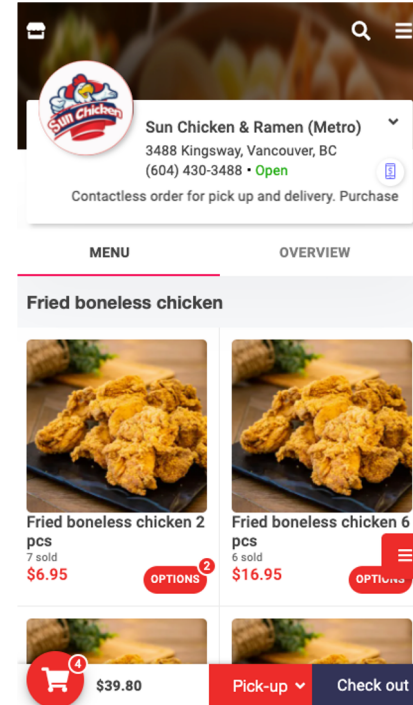 Sun Chicken
Sun Chicken & Ramen (Metro)
3488 Kingsway, Vancouver, BC
(604) 430-3488 • Open
Contactless order for pick up and delivery. Purchase
MENU
OVERVIEW
Fried boneless chicken
Fried boneless chicken 2
pcs
7 sold
$6.95
OPTIONS
2
Fried boneless chicken 6
pcs
6 sold
$16.95
OPTIONS
4
$39.80
Pick-up
Check out